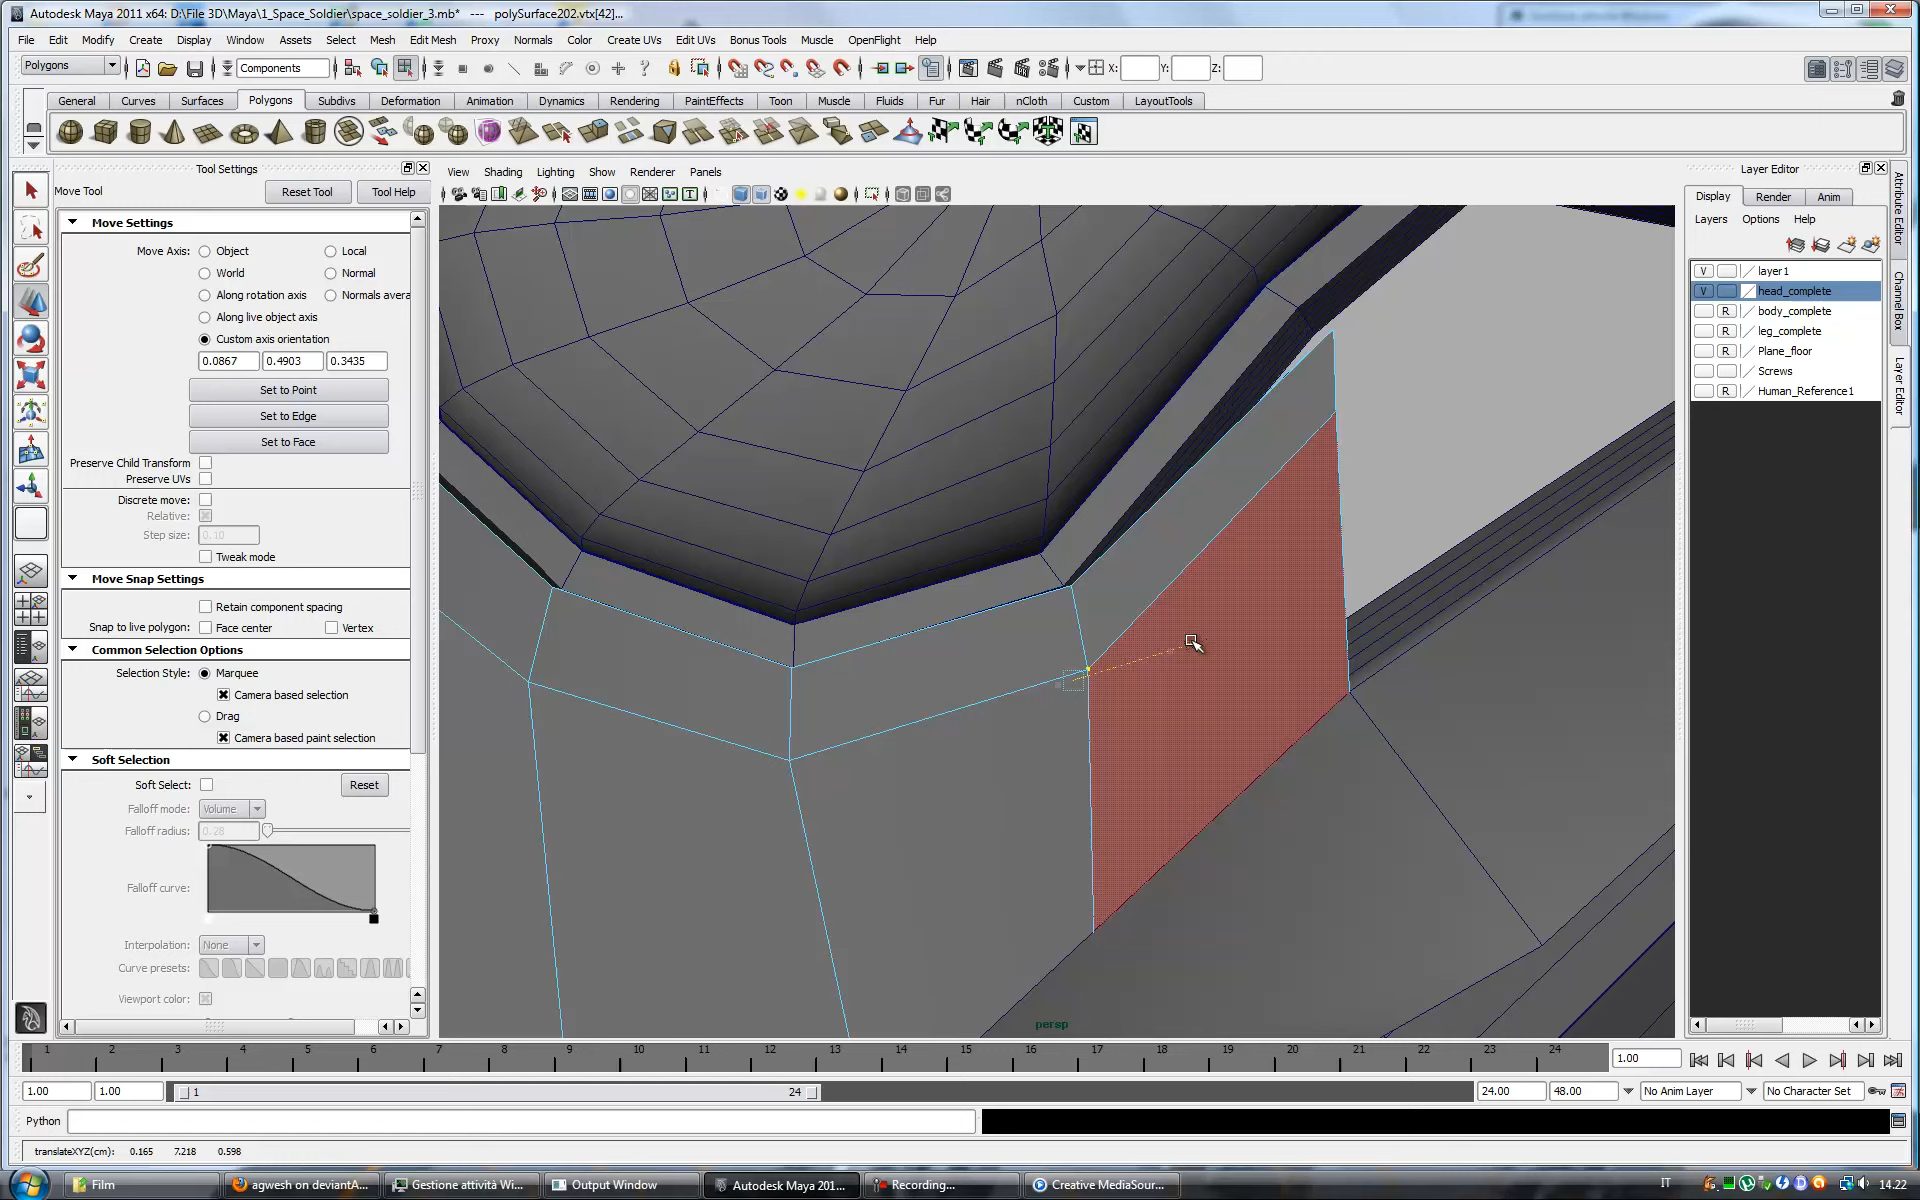 Autodesk Maya 2011 x64: D:\File 3D\Maya\1_Space_Soldier\space_soldier_3.mb*   ---   polySurface202.vtx[42]...
File Edit Modify Create Display Window Assets Select Mesh Edit Mesh Proxy Normals Color Create UVs Edit UVs Bonus Tools Muscle OpenFlight Help
Polygons Components X: Y: Z:
General Curves Surfaces Polygons Subdivs Deformation Animation Dynamics Rendering PaintEffects Toon Muscle Fluids Fur Hair nCloth Custom LayoutTools
Tool Settings
Move Tool Reset Tool Tool Help
Move Settings
Move Axis: Object Local
World Normal
Along rotation axis Normals avera
Along live object axis
Custom axis orientation
0.0867 0.4903 0.3435
Set to Point
Set to Edge
Set to Face
Preserve Child Transform
Preserve UVs
Discrete move:
Relative:
Step size: 0.10
Tweak mode
Move Snap Settings
Retain component spacing
Snap to live polygon: Face center Vertex
Common Selection Options
Selection Style: Marquee
Camera based selection
Drag
Camera based paint selection
Soft Selection
Soft Select: Reset
Falloff mode: Volume
Falloff radius: 0.28
Falloff curve:
Interpolation: None
Curve presets:
Viewport color:
View Shading Lighting Show Renderer Panels
persp
Layer Editor
Display Render Anim
Layers Options Help
V layer1
V head_complete
R body_complete
R leg_complete
R Plane_floor
Screws
R Human_Reference1
Attribute Editor
Channel Box
Layer Editor
1 2 3 4 5 6 7 8 9 10 11 12 13 14 15 16 17 18 19 20 21 22 23 24 1.00
1.00 1.00 1 24 24.00 48.00 No Anim Layer No Character Set
Python
translateXYZ(cm): 0.165 7.218 0.598
Film agwesh on deviantA... Gestione attività Wi... Output Window Autodesk Maya 201... Recording... Creative MediaSour... IT 14.22